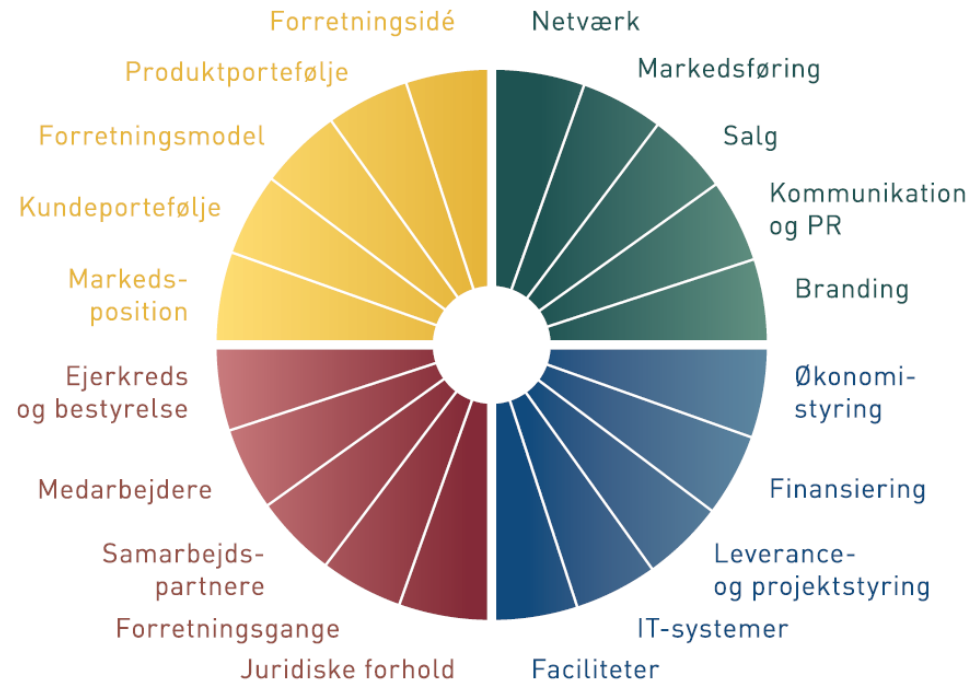 Forretningsidé
Netværk
Produktportefølje
Markedsføring
Forretningsmodel
Salg
Kundeportefølje
Kommunikation
og PR
Markeds-
position
Branding
Ejerkreds
og bestyrelse
Økonomi-
styring
Medarbejdere
Finansiering
Samarbejds-
partnere
Leverance-
og projektstyring
Forretningsgange
IT-systemer
Juridiske forhold
Faciliteter